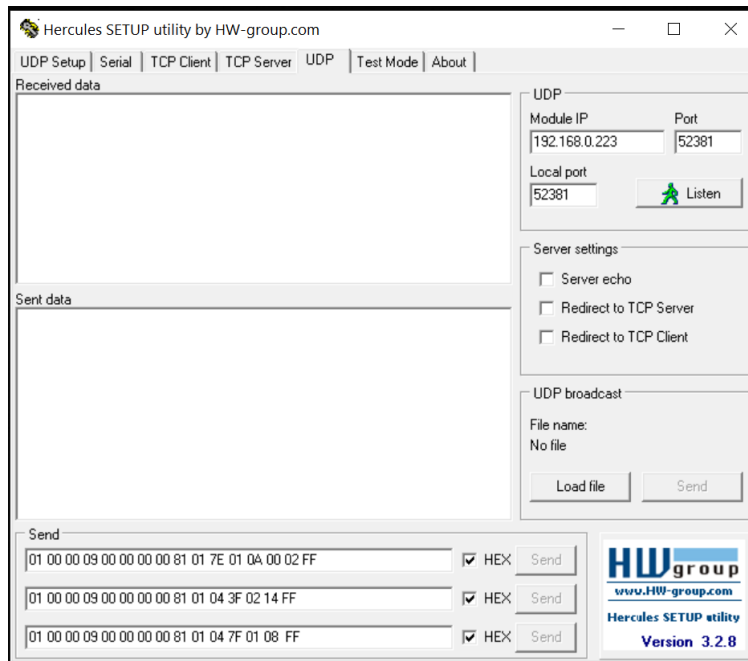 Hercules SETUP utility by HW-group.com
UDP Setup Serial TCP Client TCP Server UDP Test Mode About
Received data
UDP
Module IP Port
192.168.0.223 52381
Local port
52381 Listen
Server settings
Server echo
Redirect to TCP Server
Redirect to TCP Client
Sent data
UDP broadcast
File name:
No file
Load file Send
Send
01 00 00 09 00 00 00 00 81 01 7E 01 0A 00 02 FF HEX Send
01 00 00 09 00 00 00 00 81 01 04 3F 02 14 FF HEX Send
01 00 00 09 00 00 00 00 81 01 04 7F 01 08 FF HEX Send
HWgroup
www.HW-group.com
Hercules SETUP utility
Version 3.2.8